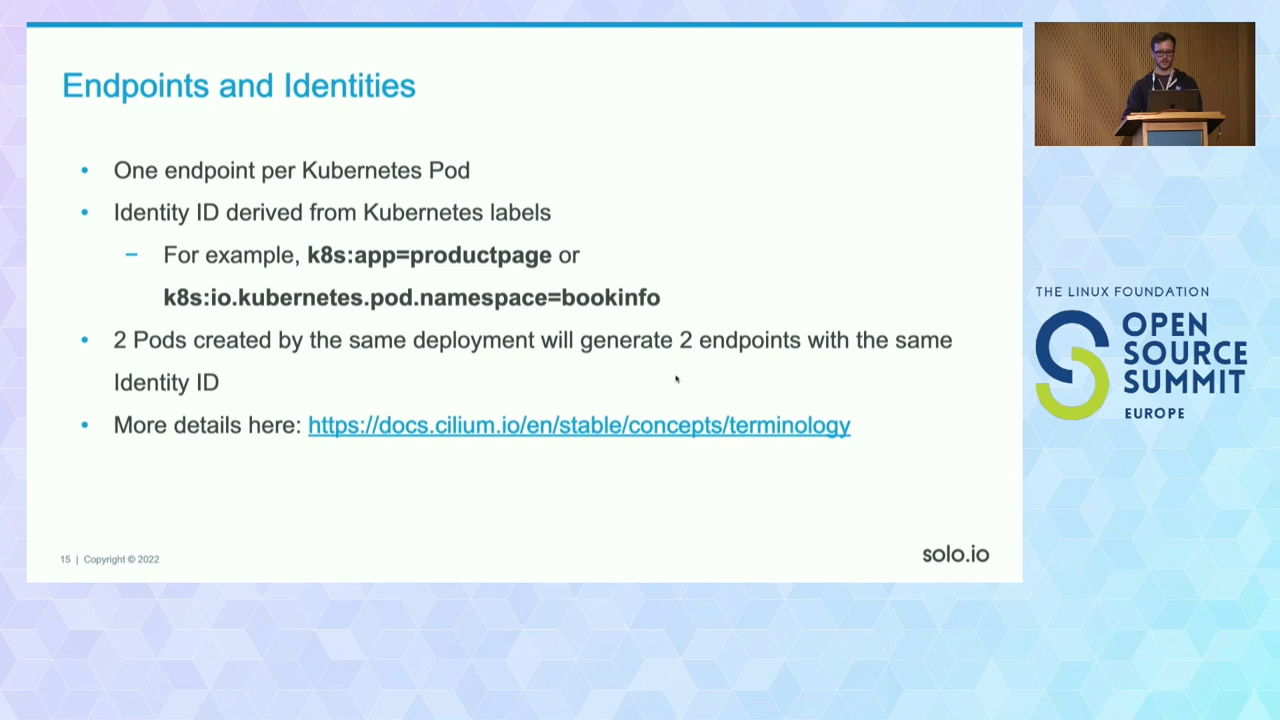 Endpoints and Identities
• One endpoint per Kubernetes Pod
• Identity ID derived from Kubernetes labels
– For example, k8s:app=productpage or
k8s:io.kubernetes.pod.namespace=bookinfo
• 2 Pods created by the same deployment will generate 2 endpoints with the same
Identity ID
• More details here: https://docs.cilium.io/en/stable/concepts/terminology
15 | Copyright © 2022
solo.io
THE LINUX FOUNDATION
OPEN
SOURCE
SUMMIT
EUROPE